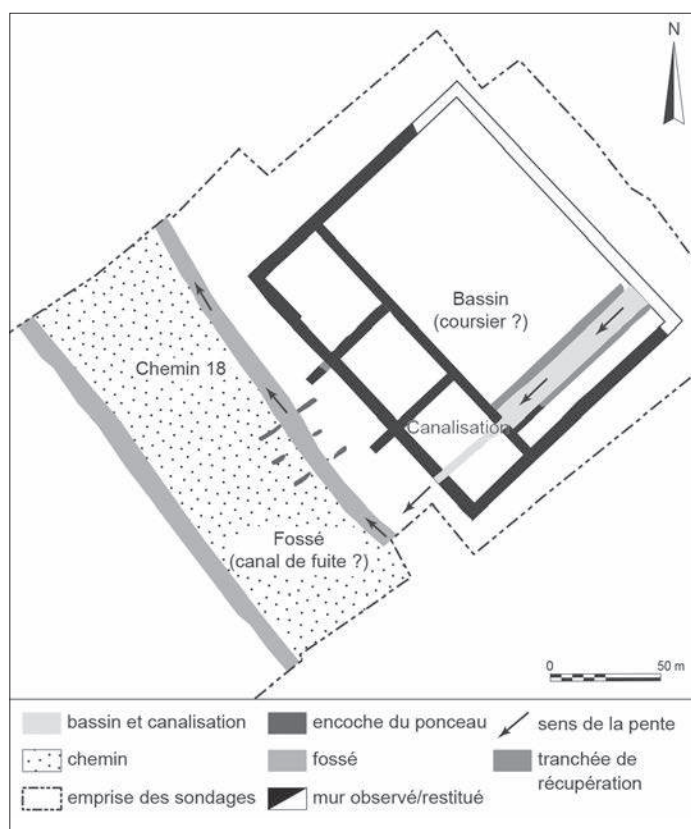 N
Bassin
(coursier ?)
Chemin 18
Canalisation
Fossé
(canal de fuite ?)
0 50 m
bassin et canalisation
encoche du ponceau
sens de la pente
chemin
fossé
tranchée de
récupération
emprise des sondages
mur observé/restitué